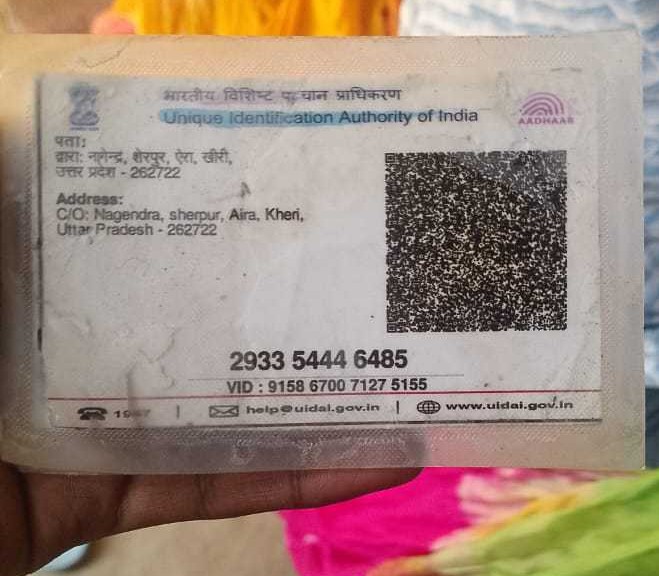 भारतीय विशिष्ट पहचान प्राधिकरण
Unique Identification Authority of India
AADHAAR
पता:
द्वारा: नागेन्द्र, शेरपुर, ऐरा, खीरी,
उत्तर प्रदेश - 262722
Address:
C/O: Nagendra, sherpur, Aira, Kheri,
Uttar Pradesh - 262722
2933 5444 6485
VID : 9158 6700 7127 5155
help@uidai.gov.in | www.uidai.gov.in